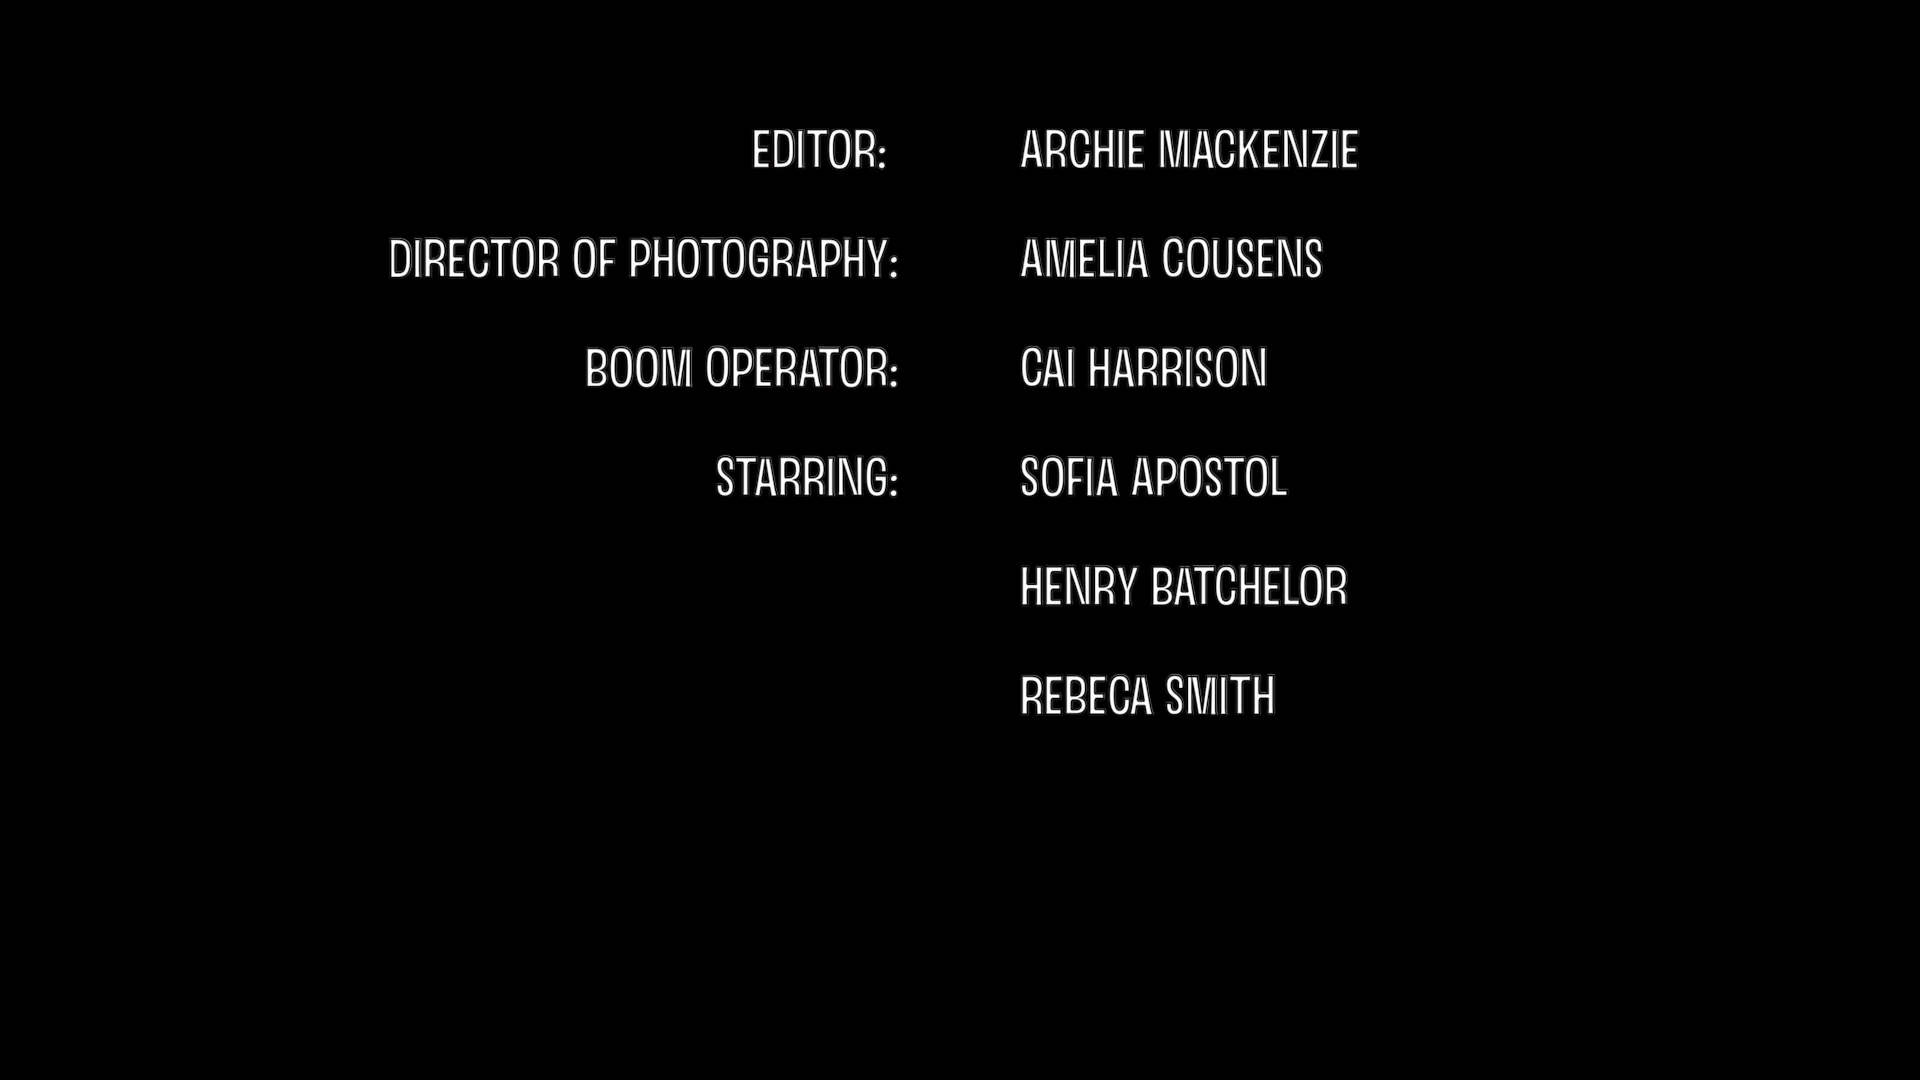 EDITOR: ARCHIE MACKENZIE
DIRECTOR OF PHOTOGRAPHY: AMELIA COUSENS
BOOM OPERATOR: CAI HARRISON
STARRING: SOFIA APOSTOL
HENRY BATCHELOR
REBECA SMITH